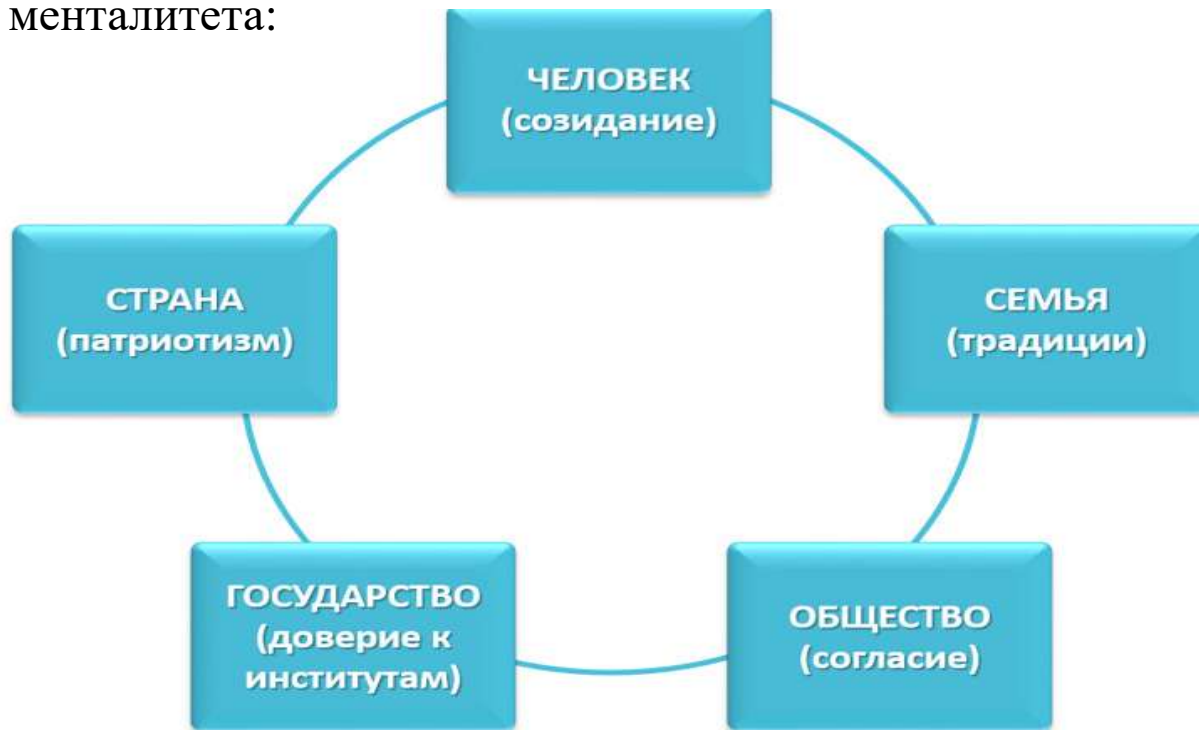 менталитета:
ЧЕЛОВЕК
(созидание)
СТРАНА
(патриотизм)
СЕМЬЯ
(традиции)
ГОСУДАРСТВО
(доверие к
институтам)
ОБЩЕСТВО
(согласие)